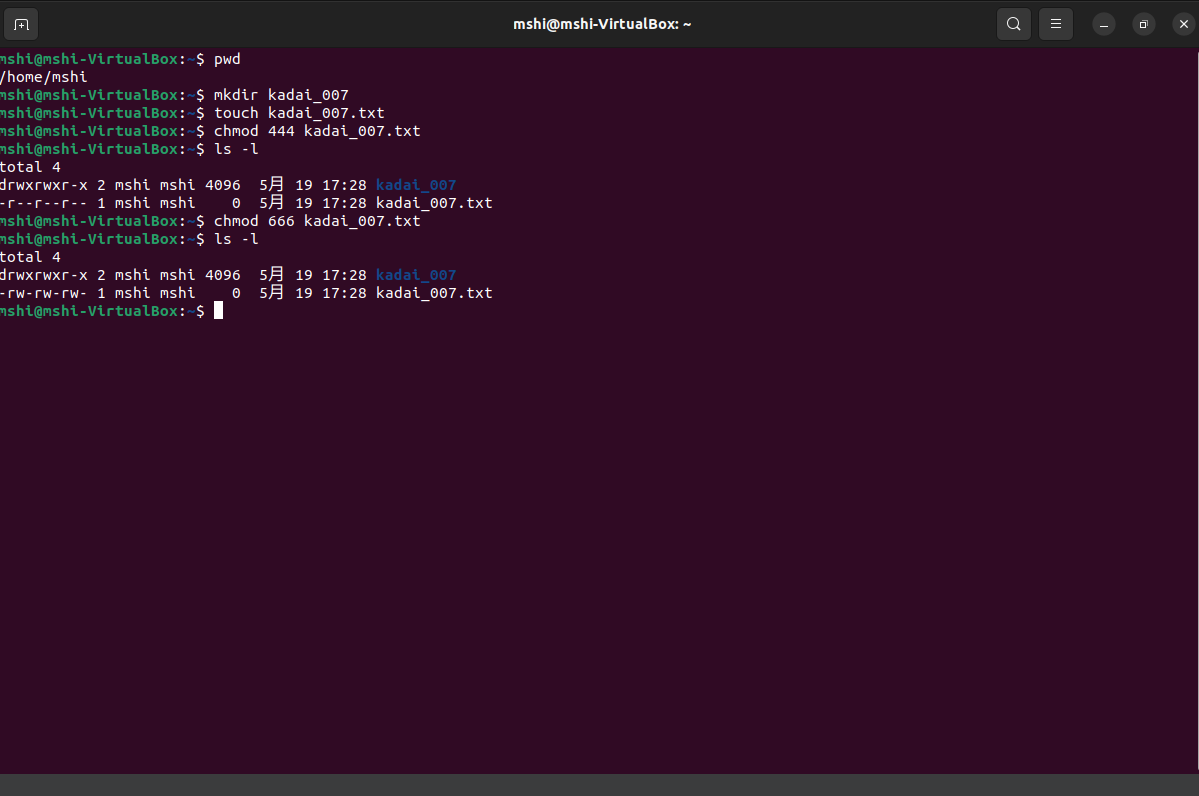 mshi@mshi-VirtualBox: ~
mshi@mshi-VirtualBox:~$ pwd
/home/mshi
mshi@mshi-VirtualBox:~$ mkdir kadai_007
mshi@mshi-VirtualBox:~$ touch kadai_007.txt
mshi@mshi-VirtualBox:~$ chmod 444 kadai_007.txt
mshi@mshi-VirtualBox:~$ ls -l
total 4
drwxrwxr-x 2 mshi mshi 4096  5月 19 17:28 kadai_007
-r--r--r-- 1 mshi mshi    0  5月 19 17:28 kadai_007.txt
mshi@mshi-VirtualBox:~$ chmod 666 kadai_007.txt
mshi@mshi-VirtualBox:~$ ls -l
total 4
drwxrwxr-x 2 mshi mshi 4096  5月 19 17:28 kadai_007
-rw-rw-rw- 1 mshi mshi    0  5月 19 17:28 kadai_007.txt
mshi@mshi-VirtualBox:~$